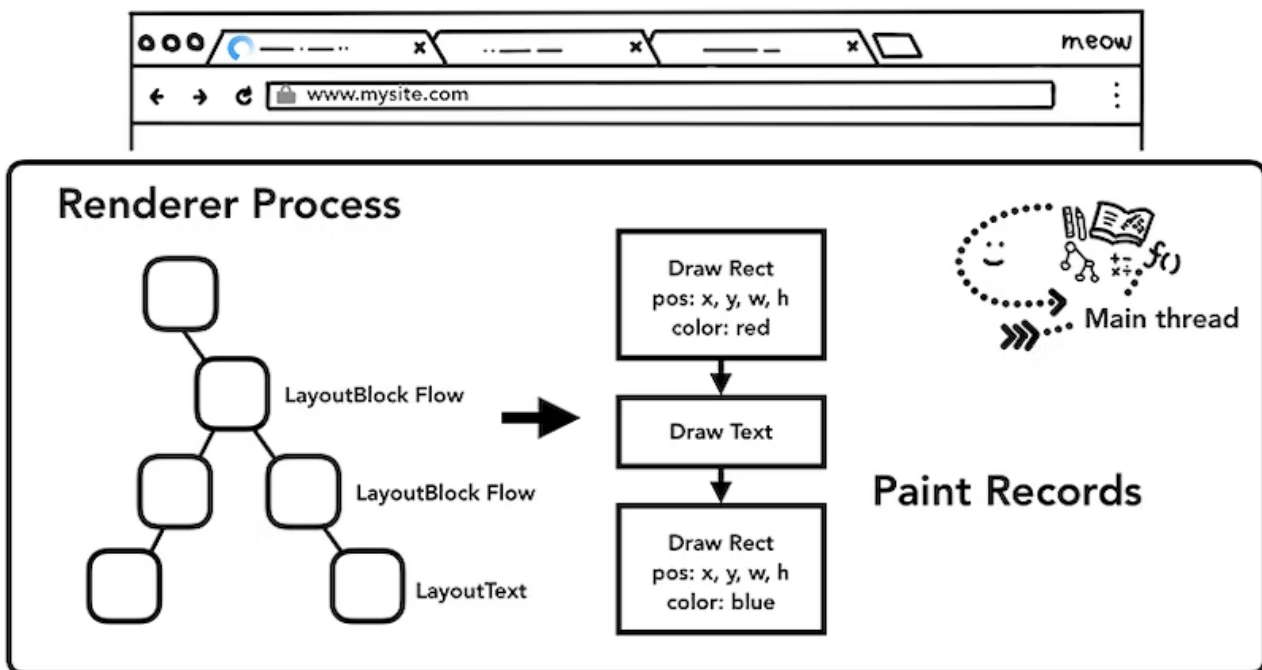 meow
www.mysite.com
Renderer Process
LayoutBlock Flow
LayoutBlock Flow
LayoutText
Draw Rect
pos: x, y, w, h
color: red
Draw Text
Draw Rect
pos: x, y, w, h
color: blue
+-
×÷
f()
Main thread
Paint Records